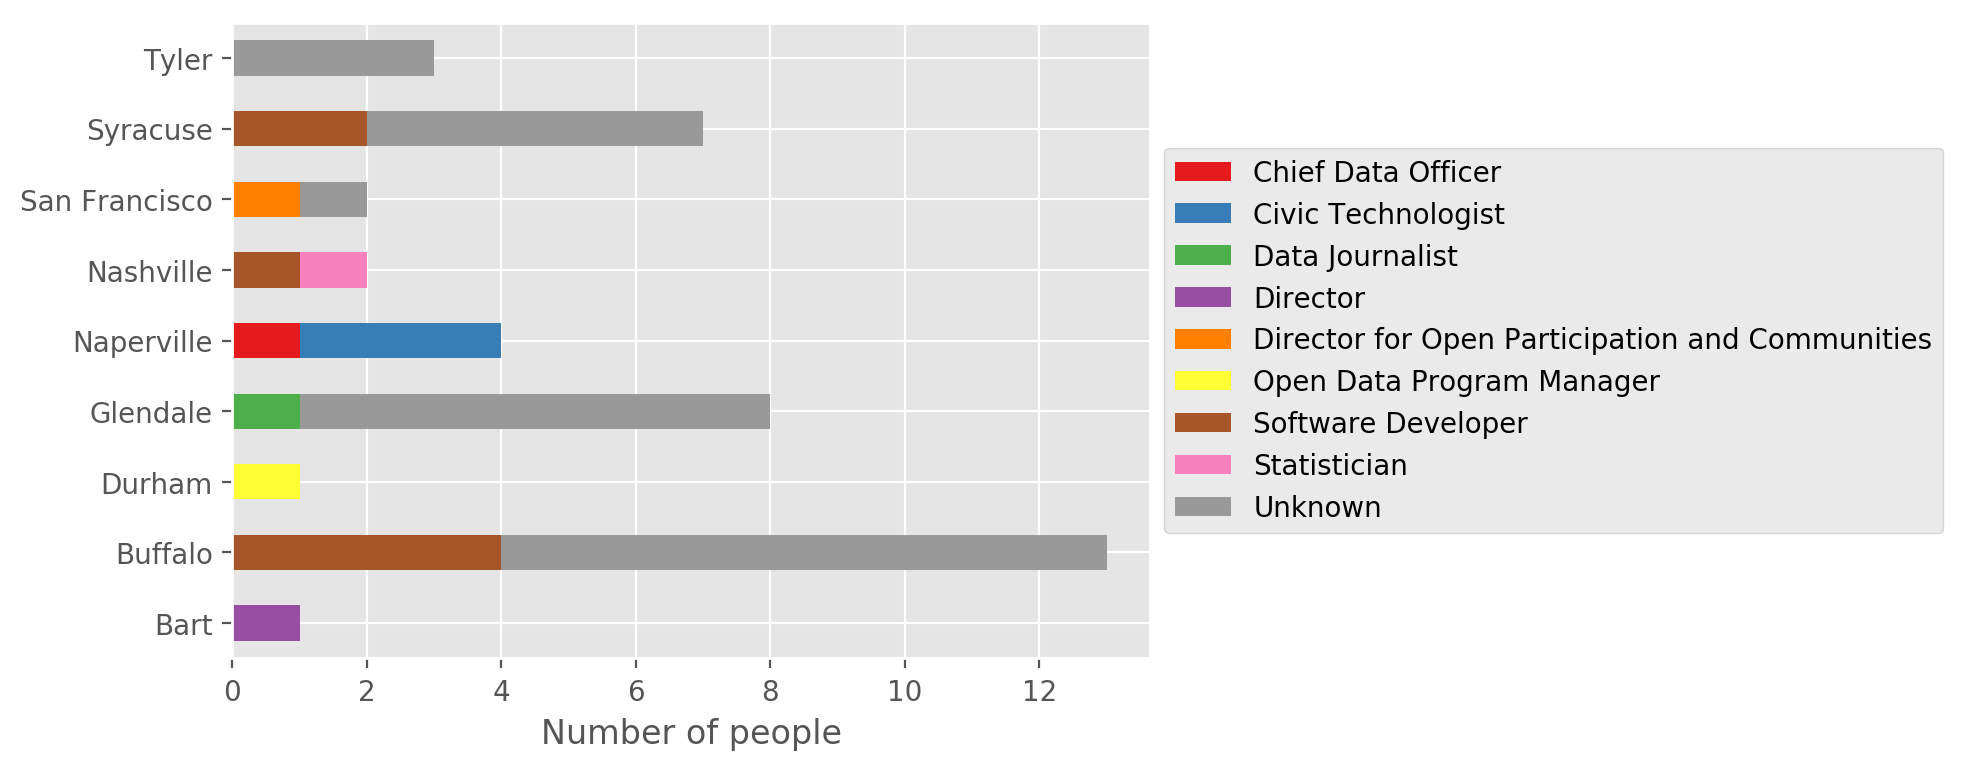 Tyler
Syracuse
San Francisco
Nashville
Naperville
Glendale
Durham
Buffalo
Bart
0 2 4 6 8 10 12
Number of people
Chief Data Officer
Civic Technologist
Data Journalist
Director
Director for Open Participation and Communities
Open Data Program Manager
Software Developer
Statistician
Unknown